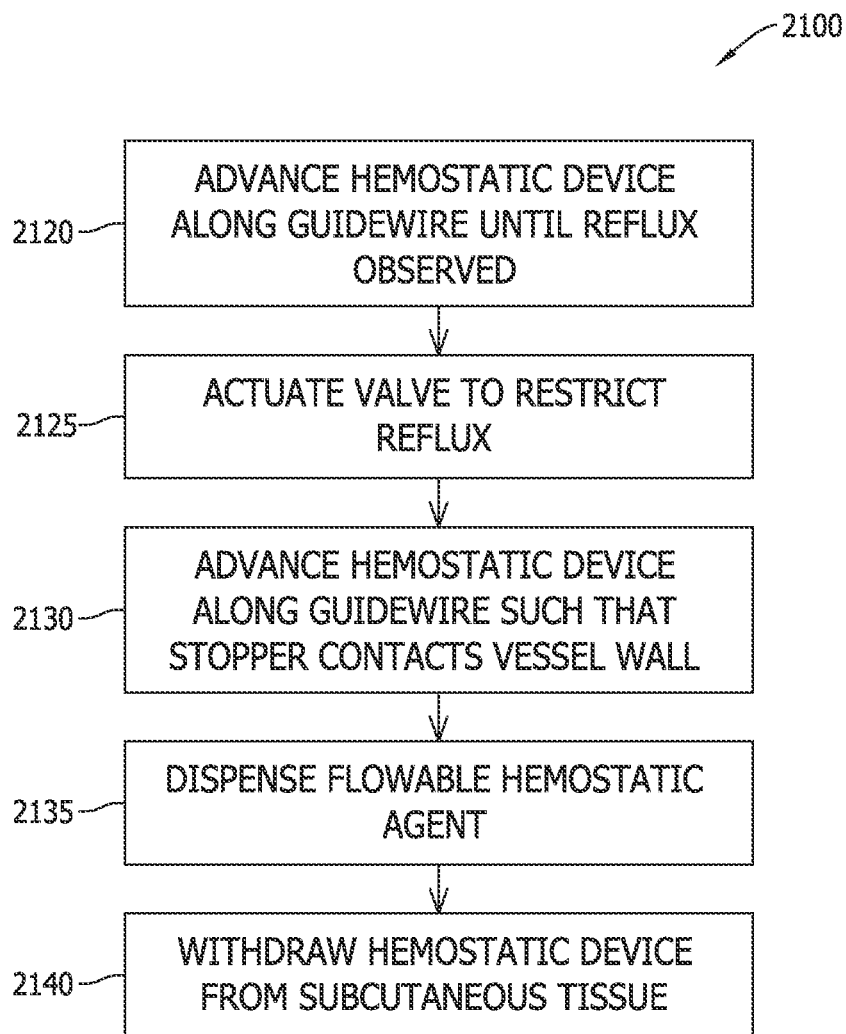 2100
2120
ADVANCE HEMOSTATIC DEVICE
ALONG GUIDEWIRE UNTIL REFLUX
OBSERVED
2125
ACTUATE VALVE TO RESTRICT
REFLUX
2130
ADVANCE HEMOSTATIC DEVICE
ALONG GUIDEWIRE SUCH THAT
STOPPER CONTACTS VESSEL WALL
2135
DISPENSE FLOWABLE HEMOSTATIC
AGENT
2140
WITHDRAW HEMOSTATIC DEVICE
FROM SUBCUTANEOUS TISSUE